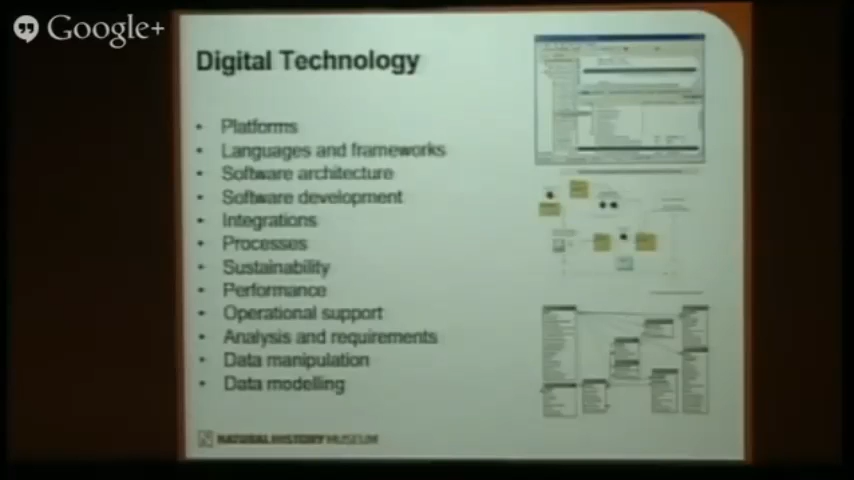 Google+
Digital Technology
• Platforms
• Languages and frameworks
• Software architecture
• Software development
• Integrations
• Processes
• Sustainability
• Performance
• Operational support
• Analysis and requirements
• Data manipulation
• Data modelling
NATURAL HISTORY MUSEUM